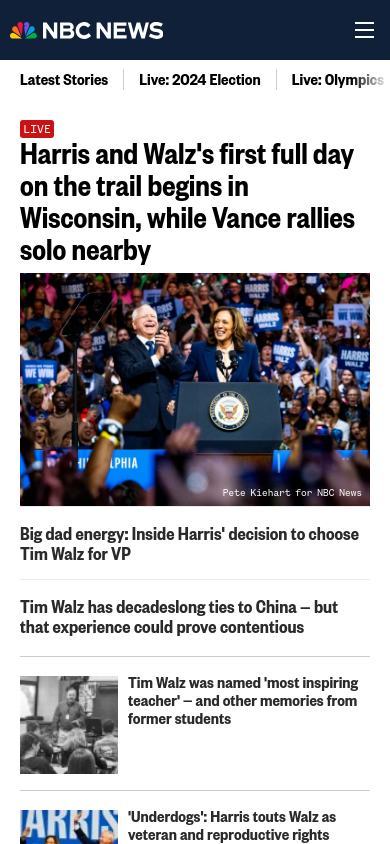 NBC NEWS
Latest Stories
Live: 2024 Election
Live: Olympics
LIVE
Harris and Walz's first full day
on the trail begins in
Wisconsin, while Vance rallies
solo nearby
HARRIS
WALZ
HARRIS
WALZ
WE WIN
HARRIS
WALZ
Pete Kiehart for NBC News
Big dad energy: Inside Harris' decision to choose
Tim Walz for VP
Tim Walz has decadeslong ties to China – but
that experience could prove contentious
Tim Walz was named 'most inspiring
teacher' – and other memories from
former students
'Underdogs': Harris touts Walz as
veteran and reproductive rights